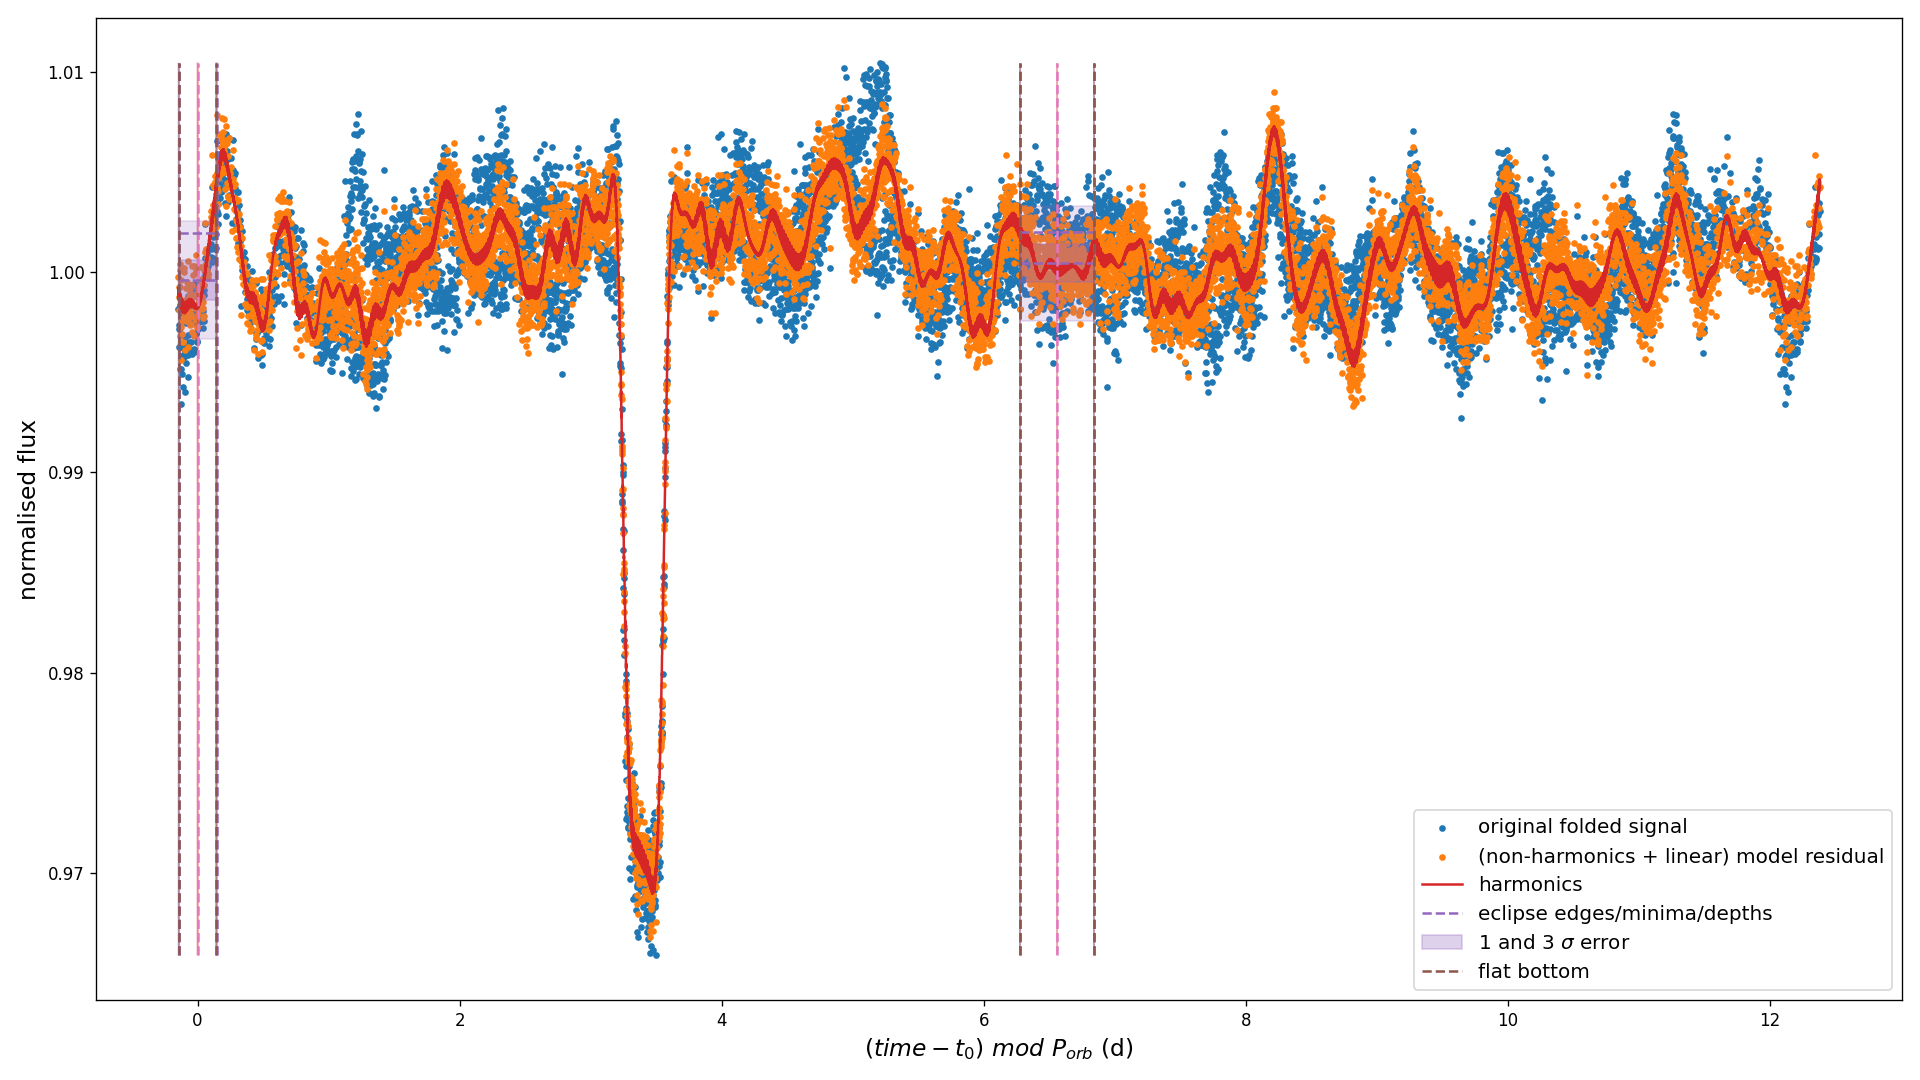 1.01
1.00
0.99
0.98
0.97
normalised flux
0
2
4
6
8
10
12
(time − t₀) mod P_orb (d)
original folded signal
(non-harmonics + linear) model residual
harmonics
eclipse edges/minima/depths
1 and 3 σ error
flat bottom